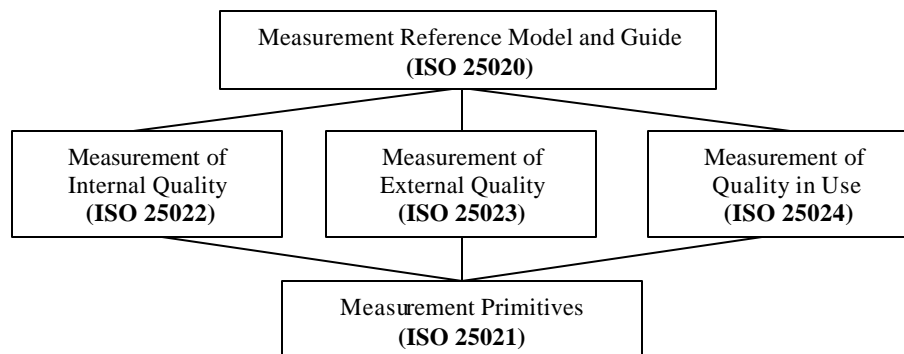 Measurement Reference Model and Guide
(ISO 25020)
Measurement of
Internal Quality
(ISO 25022)
Measurement of
External Quality
(ISO 25023)
Measurement of
Quality in Use
(ISO 25024)
Measurement Primitives
(ISO 25021)